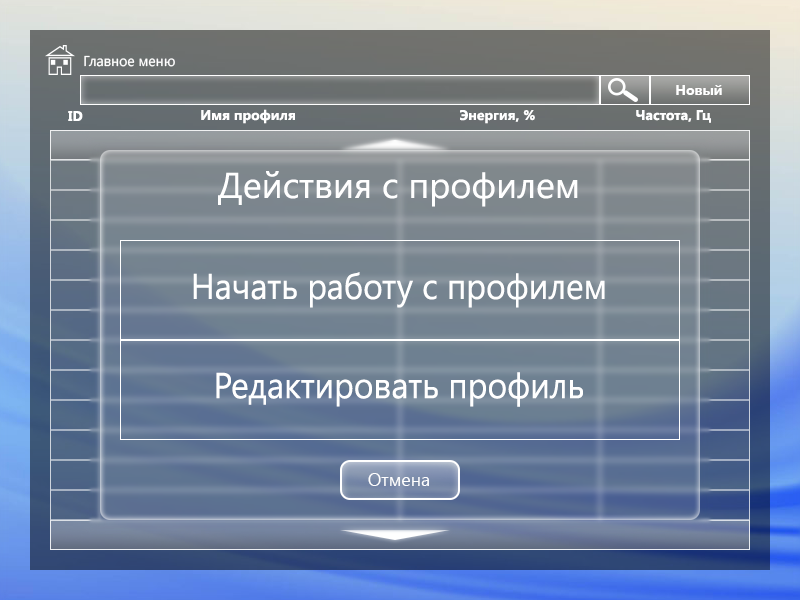 Главное меню
Новый
ID Имя профиля Энергия, % Частота, Гц
Действия с профилем
Начать работу с профилем
Редактировать профиль
Отмена